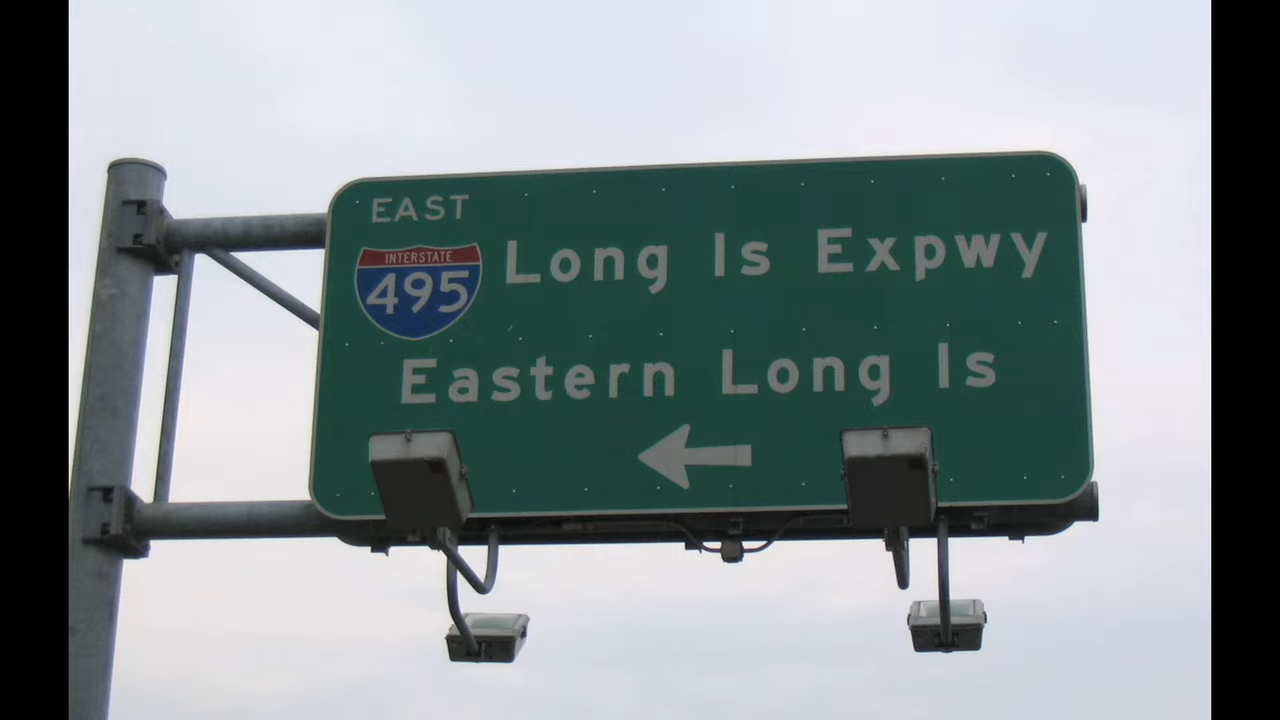 EAST
INTERSTATE
495
Long Is Expwy
Eastern Long Is